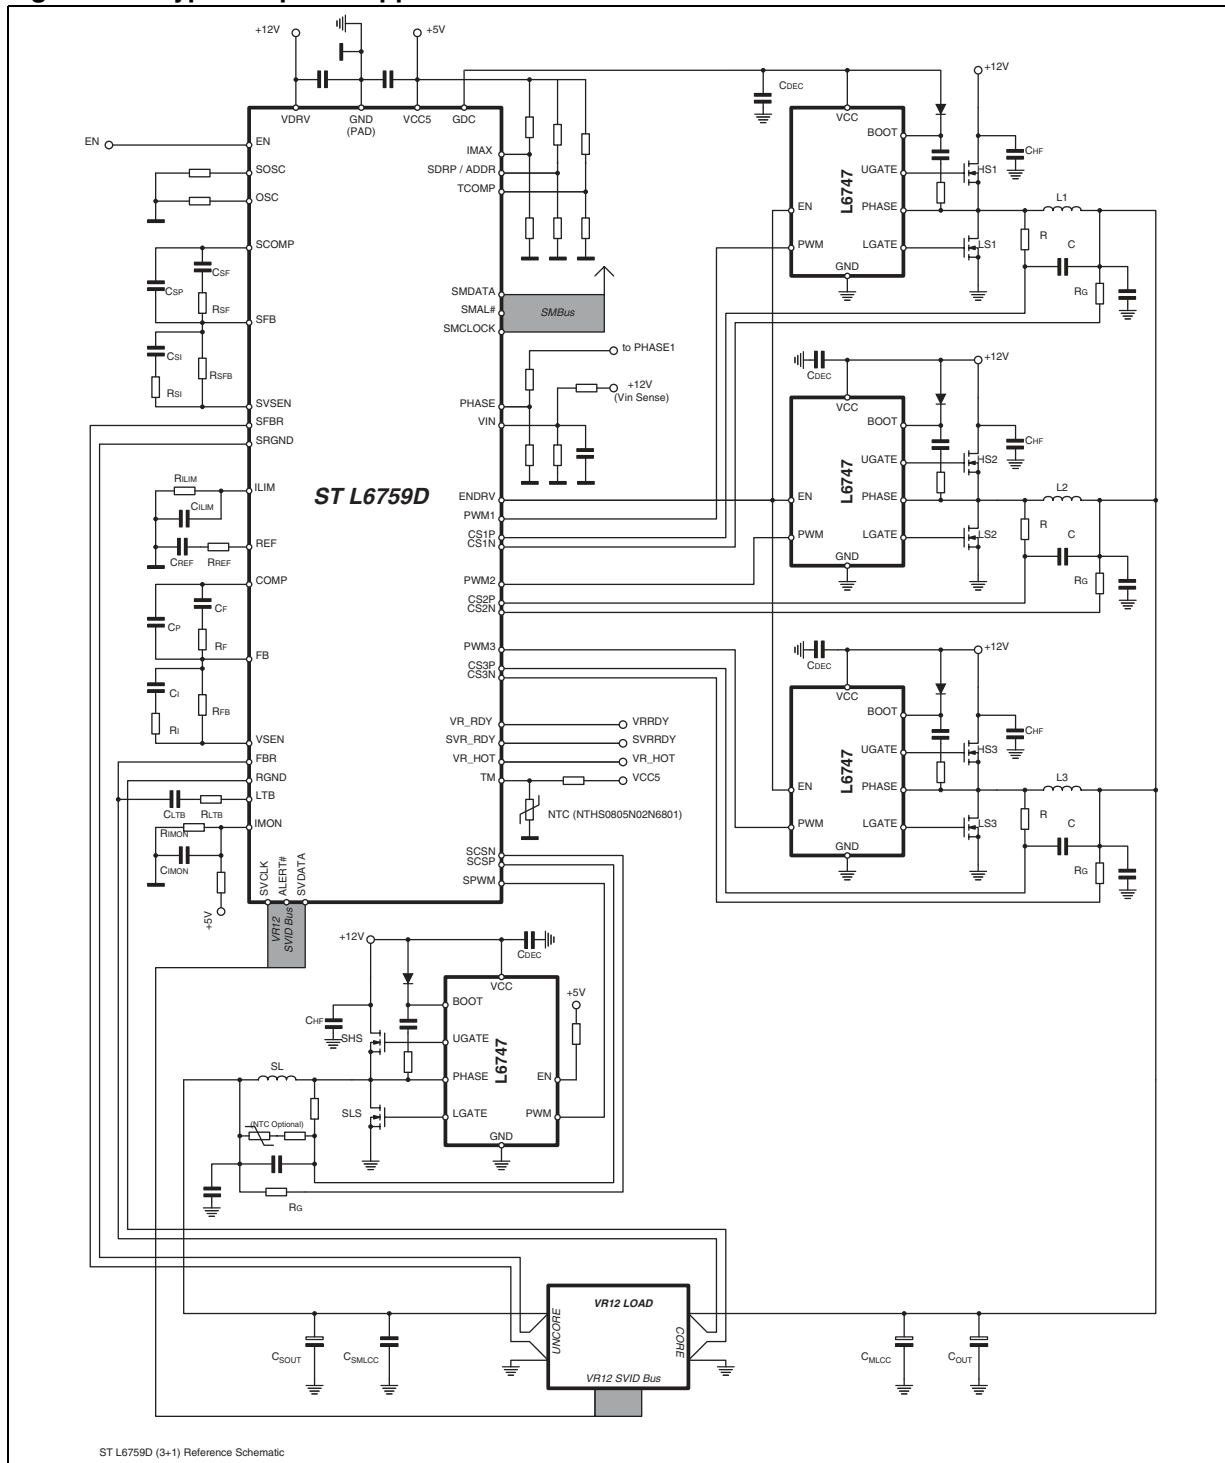 +12V
+5V
VDRV
GND
(PAD)
VCC5
GDC
EN
EN
SOSC
OSC
SCOMP
CSF
CSP
RSF
SFB
CSI
RSFB
RSI
SVSEN
SFBR
SRGND
RILIM
ILIM
CILIM
REF
CREF
RREF
COMP
CF
CP
RF
FB
CI
RFB
RI
VSEN
FBR
RGND
LTB
CLTB
RLTB
IMON
RIMON
CIMON
+5V
SVCLK
ALERT#
SVDATA
VR12
SVID Bus
ST L6759D
IMAX
SDRP / ADDR
TCOMP
SMDATA
SMAL#
SMCLOCK
SMBus
to PHASE1
+12V
(Vin Sense)
PHASE
VIN
ENDRV
PWM1
CS1P
CS1N
PWM2
CS2P
CS2N
PWM3
CS3P
CS3N
VR_RDY
VRRDY
SVR_RDY
SVRRDY
VR_HOT
VR_HOT
TM
VCC5
NTC (NTHS0805N02N6801)
SCSN
SCSP
SPWM
CDEC
+12V
VCC
BOOT
CHF
UGATE
HS1
L6747
EN
PHASE
L1
PWM
LGATE
LS1
R
C
GND
RG
+12V
CDEC
VCC
BOOT
CHF
UGATE
HS2
L6747
EN
PHASE
L2
PWM
LGATE
LS2
R
C
GND
RG
+12V
CDEC
VCC
BOOT
CHF
UGATE
HS3
L6747
EN
PHASE
L3
PWM
LGATE
LS3
R
C
GND
RG
+12V
CDEC
VCC
+5V
BOOT
CHF
SHS
UGATE
L6747
SL
PHASE
EN
SLS
LGATE
PWM
(NTC Optional)
GND
RG
VR12 LOAD
UNCORE
CORE
VR12 SVID Bus
CSOUT
CSMLCC
CMLCC
COUT
ST L6759D (3+1) Reference Schematic